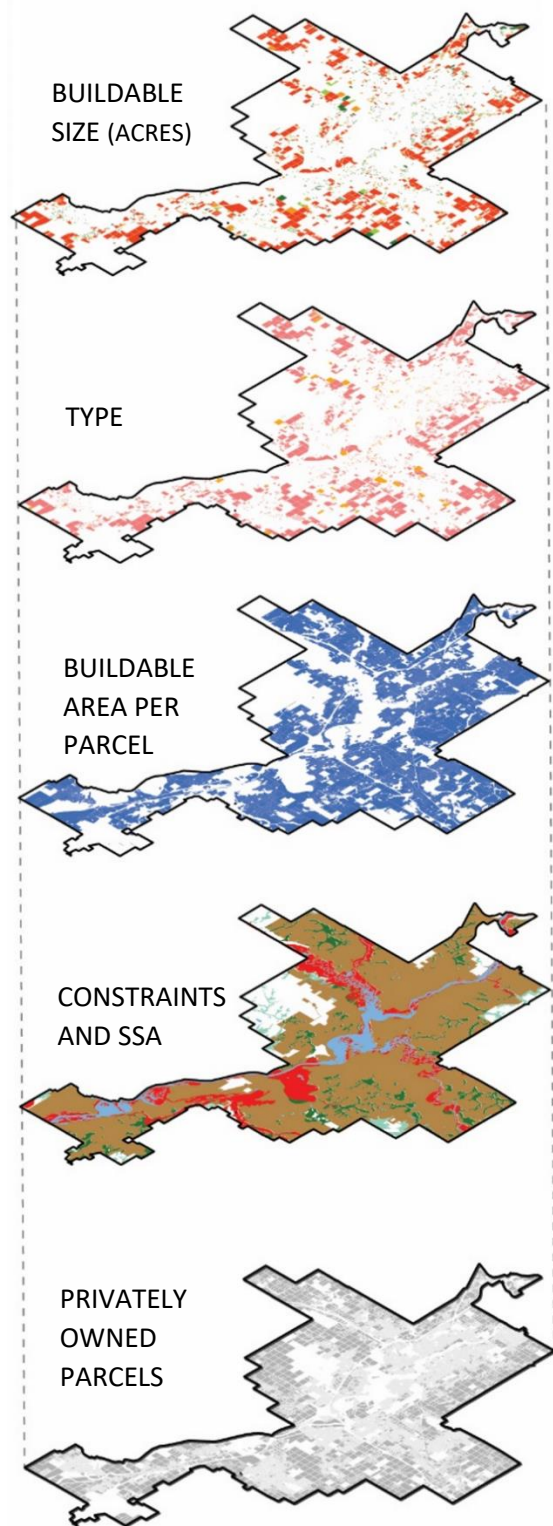 BUILDABLE
SIZE (ACRES)
TYPE
BUILDABLE
AREA PER
PARCEL
CONSTRAINTS
AND SSA
PRIVATELY
OWNED
PARCELS